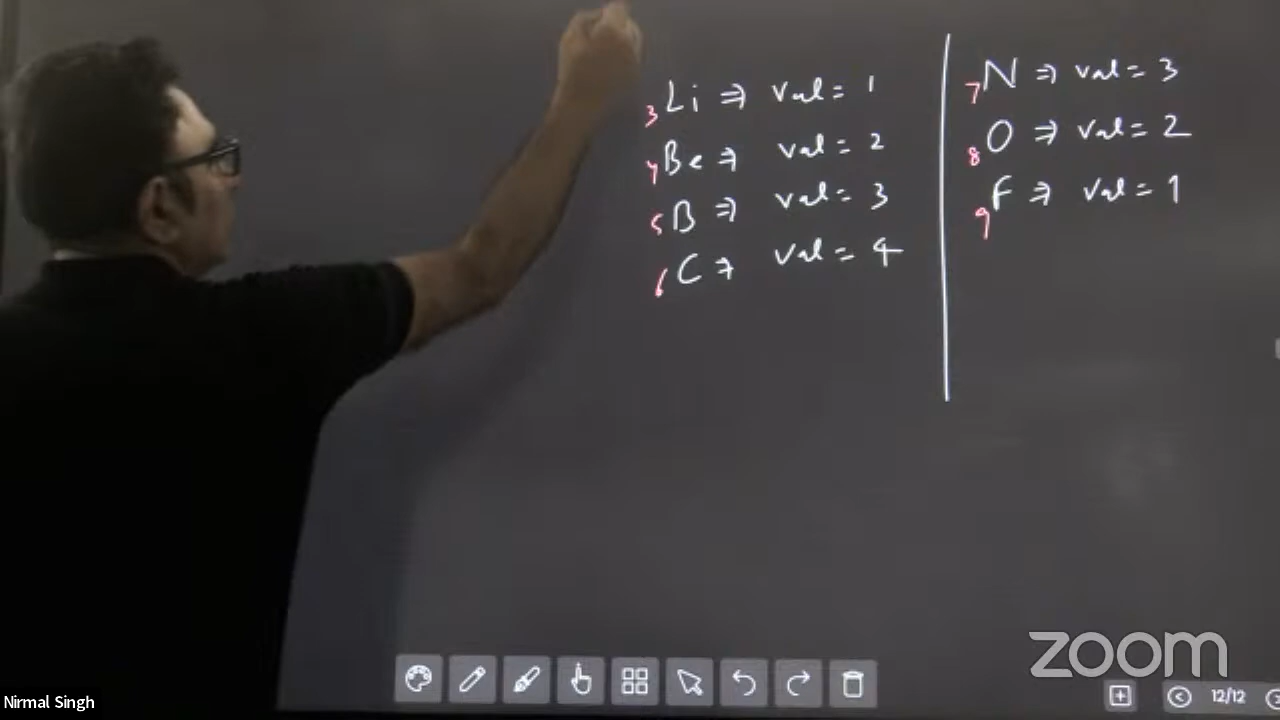 3Li ⇒ Val = 1
4Be ⇒ Val = 2
5B ⇒ Val = 3
6C ⇒ Val = 4
7N ⇒ Val = 3
8O ⇒ Val = 2
9F ⇒ Val = 1
zoom
12/12
Nirmal Singh